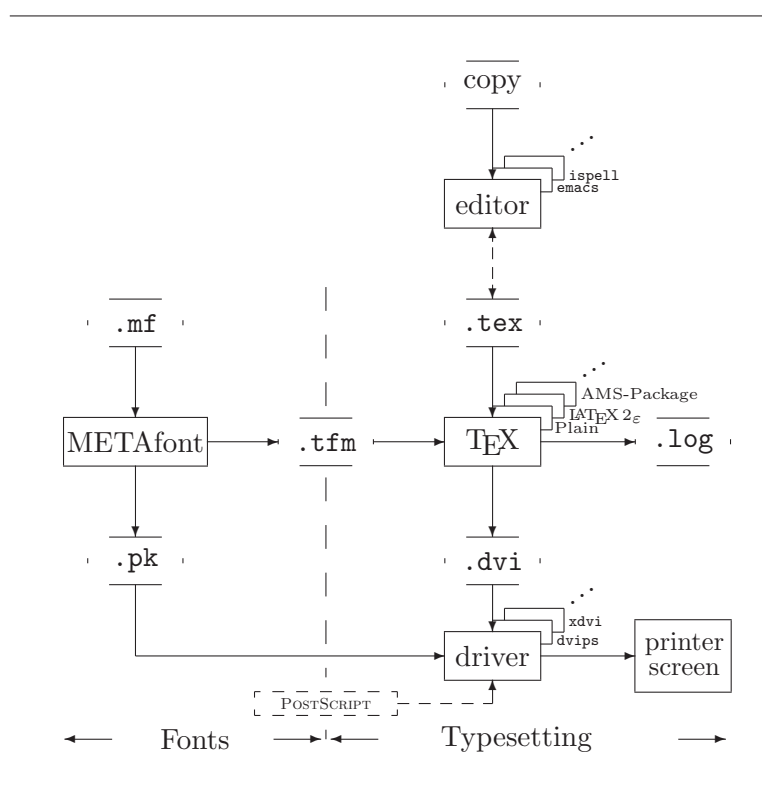 copy
...
ispell
emacs
editor
.mf
.tex
...
AMS-Package
LATEX 2ε
Plain
METAfont
.tfm
TEX
.log
.pk
.dvi
...
xdvi
dvips
driver
printer
screen
POSTSCRIPT
Fonts
Typesetting